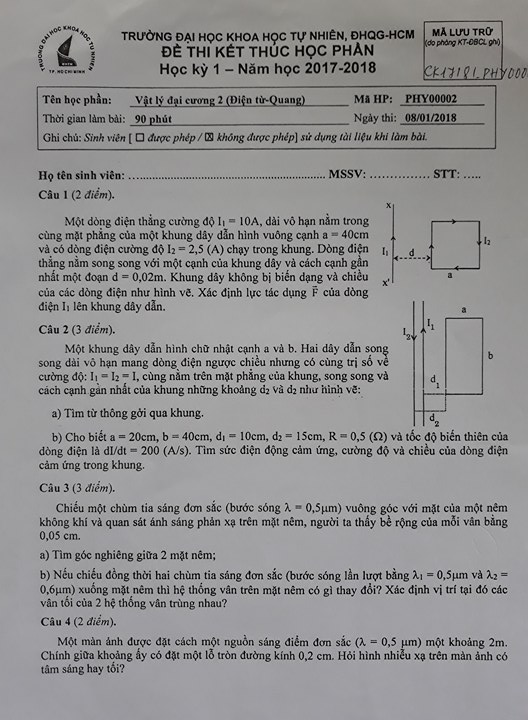 TRƯỜNG ĐẠI HỌC KHOA HỌC TỰ NHIÊN
TP. HỒ CHÍ MINH
TRƯỜNG ĐẠI HỌC KHOA HỌC TỰ NHIÊN, ĐHQG-HCM
ĐỀ THI KẾT THÚC HỌC PHẦN
Học kỳ 1 – Năm học 2017-2018
MÃ LƯU TRỮ
(do phòng KT-ĐBCL ghi)
CK17181_PHY000
Tên học phần: Vật lý đại cương 2 (Điện từ-Quang) Mã HP: PHY00002
Thời gian làm bài: 90 phút Ngày thi: 08/01/2018
Ghi chú: Sinh viên [ ☐ được phép / ☒ không được phép] sử dụng tài liệu khi làm bài.
Họ tên sinh viên: ........................................................ MSSV: ............... STT: .....
Câu 1 (2 điểm).
Một dòng điện thẳng cường độ I₁ = 10A, dài vô hạn nằm trong
cùng mặt phẳng của một khung dây dẫn hình vuông cạnh a = 40cm
và có dòng điện cường độ I₂ = 2,5 (A) chạy trong khung. Dòng điện
thẳng nằm song song với một cạnh của khung dây và cách cạnh gần
nhất một đoạn d = 0,02m. Khung dây không bị biến dạng và chiều
của các dòng điện như hình vẽ. Xác định lực tác dụng F⃗ của dòng
điện I₁ lên khung dây dẫn.
x
I₁
d
I₂
a
x'
Câu 2 (3 điểm).
Một khung dây dẫn hình chữ nhật cạnh a và b. Hai dây dẫn song
song dài vô hạn mang dòng điện ngược chiều nhưng có cùng trị số về
cường độ: I₁ = I₂ = I, cùng nằm trên mặt phẳng của khung, song song và
cách cạnh gần nhất của khung những khoảng d₂ và d₂ như hình vẽ:
a) Tìm từ thông gởi qua khung.
a
I₂
I₁
b
d₁
d₂
b) Cho biết a = 20cm, b = 40cm, d₁ = 10cm, d₂ = 15cm, R = 0,5 (Ω) và tốc độ biến thiên của
dòng điện là dI/dt = 200 (A/s). Tìm sức điện động cảm ứng, cường độ và chiều của dòng điện
cảm ứng trong khung.
Câu 3 (3 điểm).
Chiếu một chùm tia sáng đơn sắc (bước sóng λ = 0,5μm) vuông góc với mặt của một nêm
không khí và quan sát ánh sáng phản xạ trên mặt nêm, người ta thấy bề rộng của mỗi vân bằng
0,05 cm.
a) Tìm góc nghiêng giữa 2 mặt nêm;
b) Nếu chiếu đồng thời hai chùm tia sáng đơn sắc (bước sóng lần lượt bằng λ₁ = 0,5μm và λ₂ =
0,6μm) xuống mặt nêm thì hệ thống vân trên mặt nêm có gì thay đổi? Xác định vị trí tại đó các
vân tối của 2 hệ thống vân trùng nhau?
Câu 4 (2 điểm).
Một màn ảnh được đặt cách một nguồn sáng điểm đơn sắc (λ = 0,5 μm) một khoảng 2m.
Chính giữa khoảng ấy có đặt một lỗ tròn đường kính 0,2 cm. Hỏi hình nhiễu xạ trên màn ảnh có
tâm sáng hay tối?